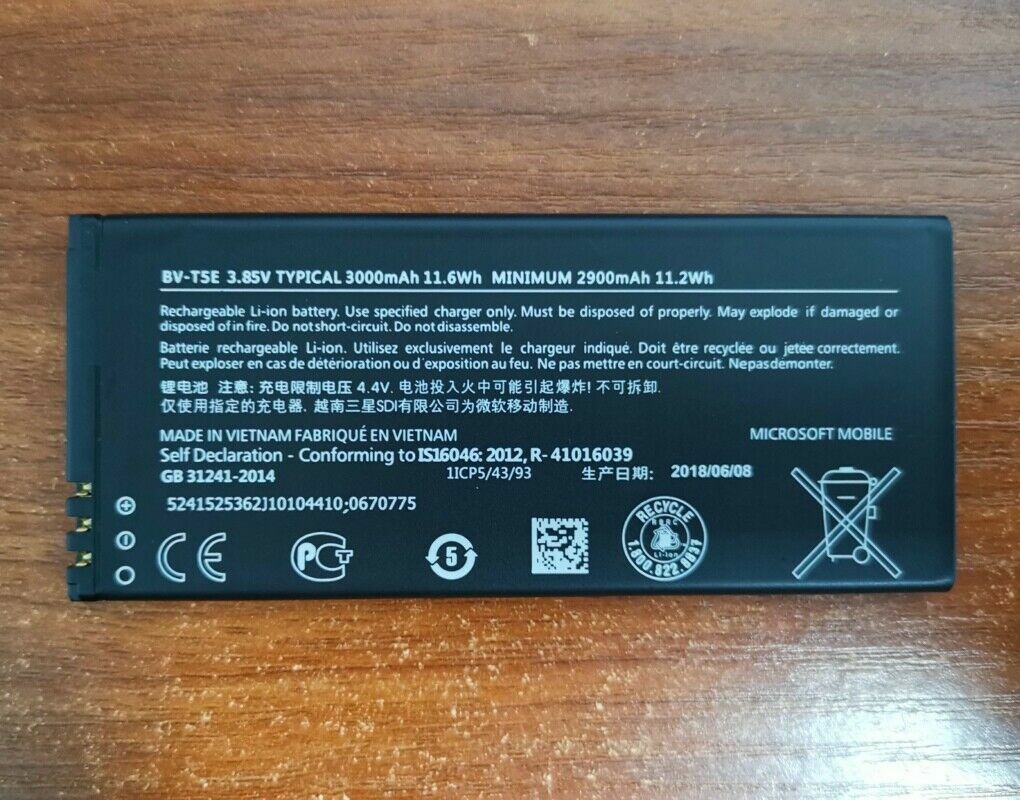 BV-T5E 3.85V TYPICAL 3000mAh 11.6Wh MINIMUM 2900mAh 11.2Wh
Rechargeable Li-ion battery. Use specified charger only. Must be disposed of properly. May explode if damaged or
disposed of in fire. Do not short-circuit. Do not disassemble.
Batterie rechargeable Li-ion. Utilisez exclusivement le chargeur indiqué. Doit être recyclée ou jetée correctement.
Peut exploser en cas de détérioration ou d'exposition au feu. Ne pas mettre en court-circuit. Ne pas demonter.
锂电池 注意: 充电限制电压 4.4V. 电池投入火中可能引起爆炸! 不可拆卸.
仅使用指定的充电器. 越南三星SDI有限公司为微软移动制造.
MADE IN VIETNAM FABRIQUÉ EN VIETNAM
MICROSOFT MOBILE
Self Declaration - Conforming to IS16046: 2012, R- 41016039
GB 31241-2014
1ICP5/43/93
生产日期: 2018/06/08
5241525362J10104410;0670775
CE
PCT
5
RECYCLE
RBRC
Li-ion
1.800.822.8837